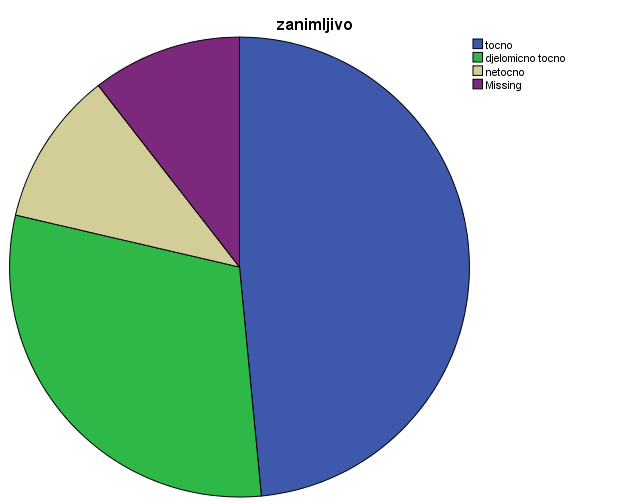 zanimljivo
tocno
djelomicno tocno
netocno
Missing